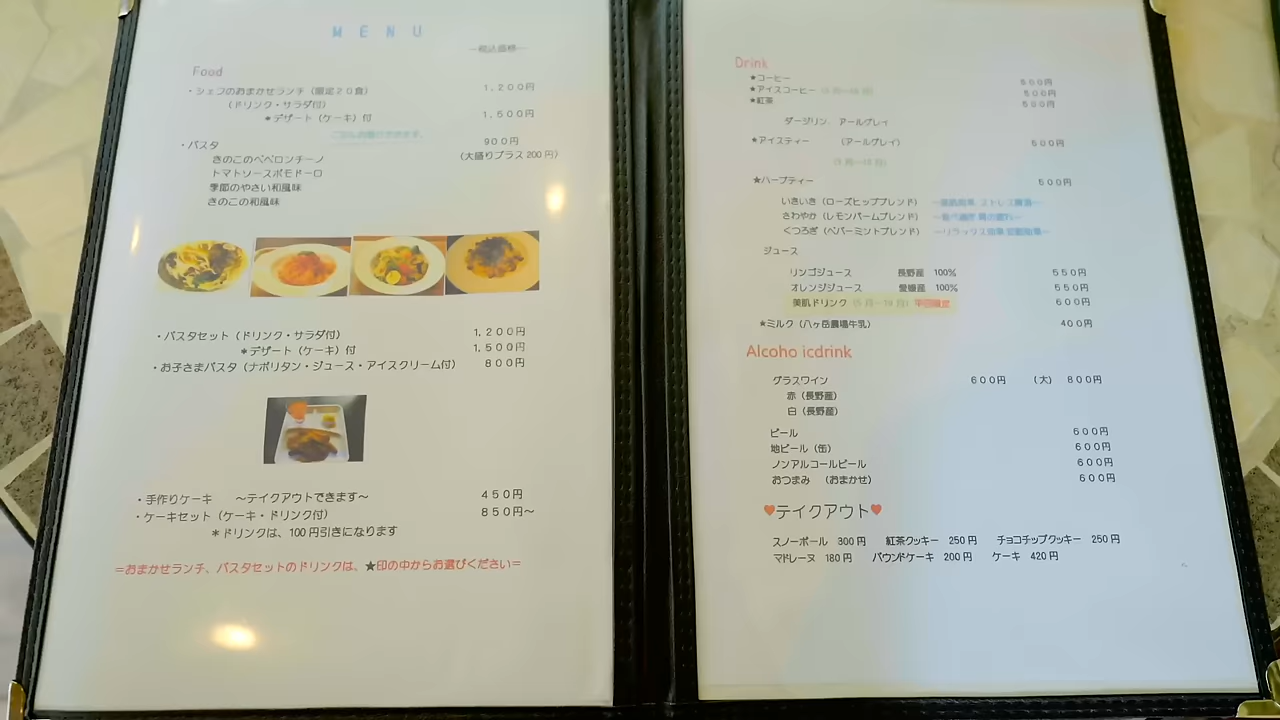 MENU
―税込価格―
Food
・シェフのおまかせランチ（限定２０食） １,２００円
（ドリンク・サラダ付）
＊デザート（ケーキ）付 １,５００円
・パスタ ９００円
きのこのペペロンチーノ （大盛りプラス 200 円）
トマトソースポモドーロ
季節のやさい和風味
きのこの和風味
・パスタセット（ドリンク・サラダ付） １,２００円
＊デザート（ケーキ）付 １,５００円
・お子さまパスタ（ナポリタン・ジュース・アイスクリーム付） ８００円
・手作りケーキ ～テイクアウトできます～ ４５０円
・ケーキセット（ケーキ・ドリンク付） ８５０円～
＊ドリンクは、100 円引きになります
＝おまかせランチ、パスタセットのドリンクは、★印の中からお選びください＝
Drink
★コーヒー ５００円
★アイスコーヒー ５００円
★紅茶 ５００円
ダージリン、アールグレイ
★アイスティー （アールグレイ） ５００円
★ハーブティー ５００円
いきいき（ローズヒップブレンド）
さわやか（レモンバームブレンド）
くつろぎ（ペパーミントブレンド）
ジュース
リンゴジュース 長野産 100% ５５０円
オレンジジュース 愛媛産 100% ５５０円
美肌ドリンク ６００円
★ミルク（八ヶ岳農場牛乳） ４００円
Alcoho icdrink
グラスワイン ６００円 （大） ８００円
赤（長野産）
白（長野産）
ビール ６００円
地ビール（缶） ６００円
ノンアルコールビール ６００円
おつまみ （おまかせ） ６００円
♥テイクアウト♥
スノーボール 300 円 紅茶クッキー 250 円 チョコチップクッキー 250 円
マドレーヌ 180 円 パウンドケーキ 200 円 ケーキ 420 円